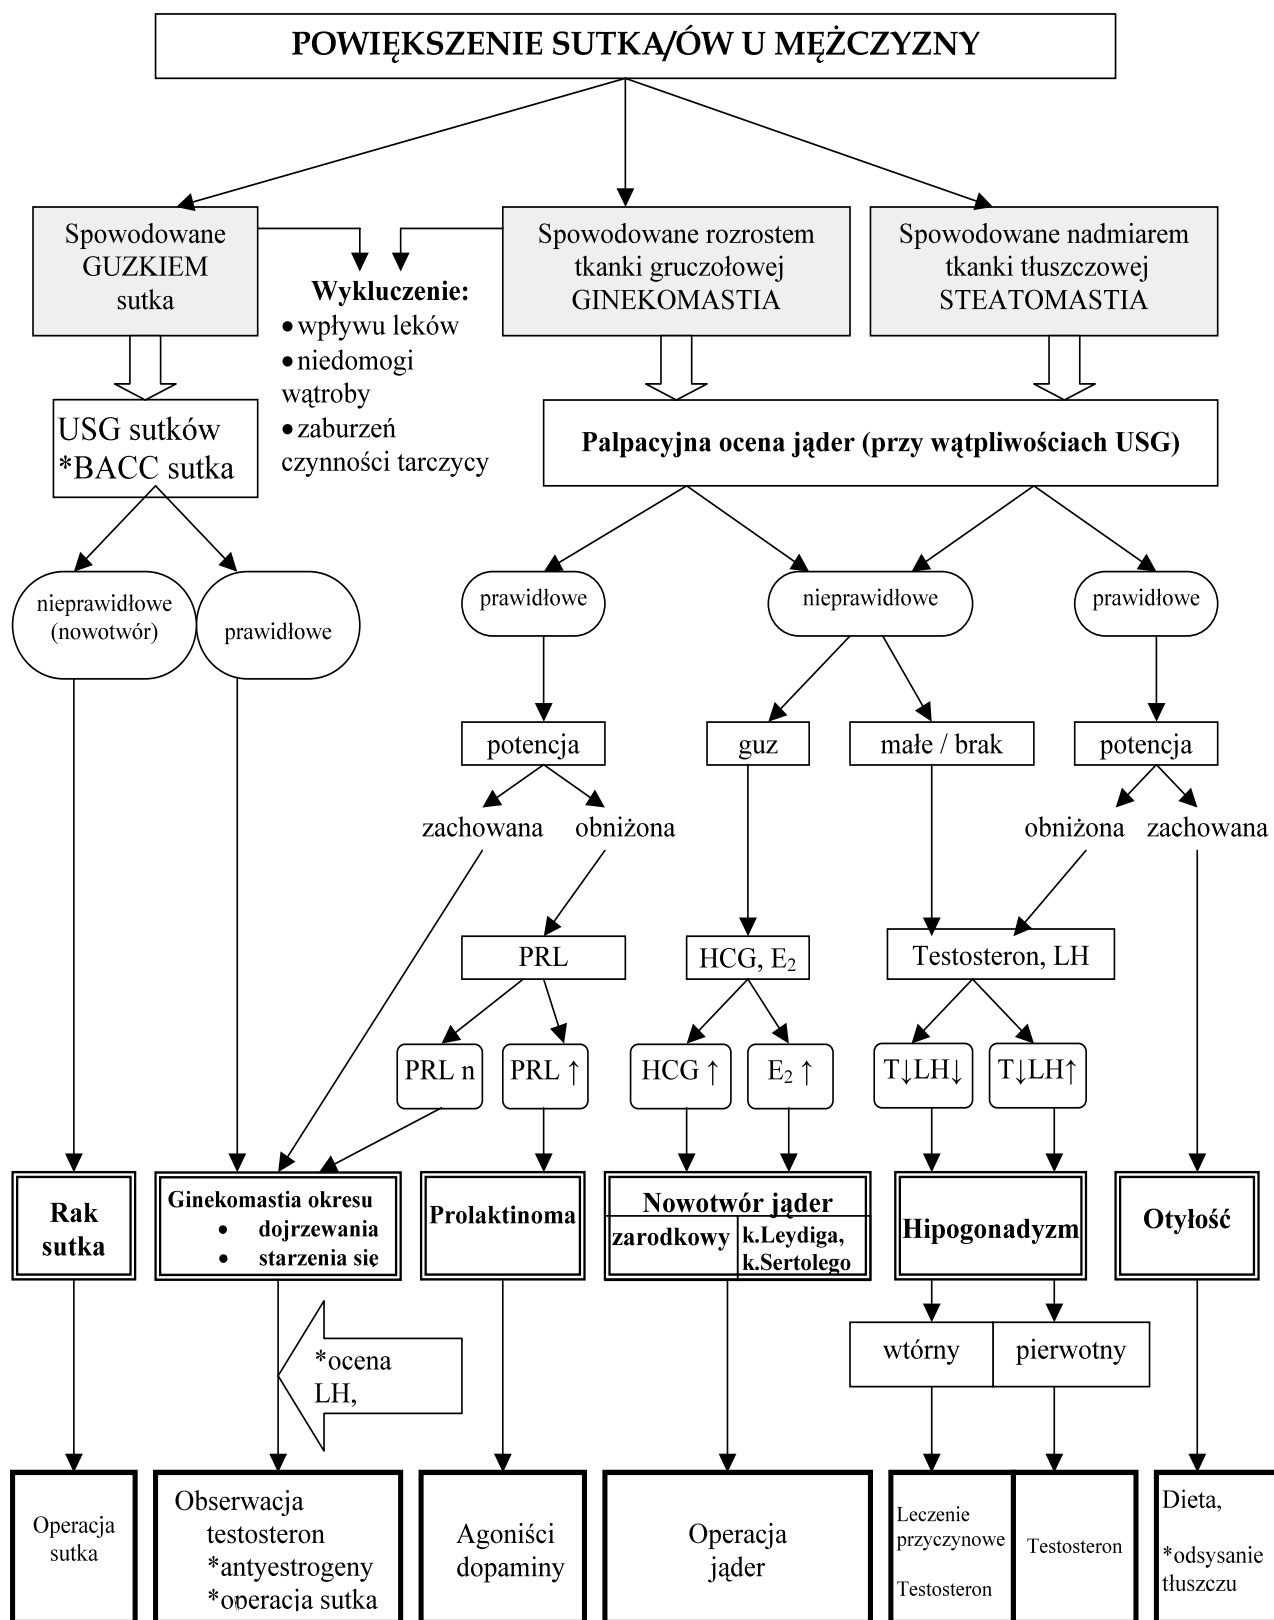 POWIĘKSZENIE SUTKA/ÓW U MĘŻCZYZNY
Spowodowane
GUZKIEM
sutka
Spowodowane rozrostem
tkanki gruczołowej
GINEKOMASTIA
Spowodowane nadmiarem
tkanki tłuszczowej
STEATOMASTIA
Wykluczenie:
• wpływu leków
• niedomogi
wątroby
• zaburzeń
czynności tarczycy
USG sutków
*BACC sutka
Palpacyjna ocena jąder (przy wątpliwościach USG)
nieprawidłowe
(nowotwór)
prawidłowe
prawidłowe
nieprawidłowe
prawidłowe
potencja
guz
małe / brak
potencja
zachowana
obniżona
obniżona
zachowana
PRL
HCG, E₂
Testosteron, LH
PRL n
PRL ↑
HCG ↑
E₂ ↑
T↓LH↓
T↓LH↑
Rak
sutka
Ginekomastia okresu
• dojrzewania
• starzenia się
Prolaktinoma
Nowotwór jąder
zarodkowy
k.Leydiga,
k.Sertolego
Hipogonadyzm
Otyłość
*ocena
LH,
wtórny
pierwotny
Operacja
sutka
Obserwacja
testosteron
*antyestrogeny
*operacja sutka
Agoniści
dopaminy
Operacja
jąder
Leczenie
przyczynowe
Testosteron
Testosteron
Dieta,
*odsysanie
tłuszczu